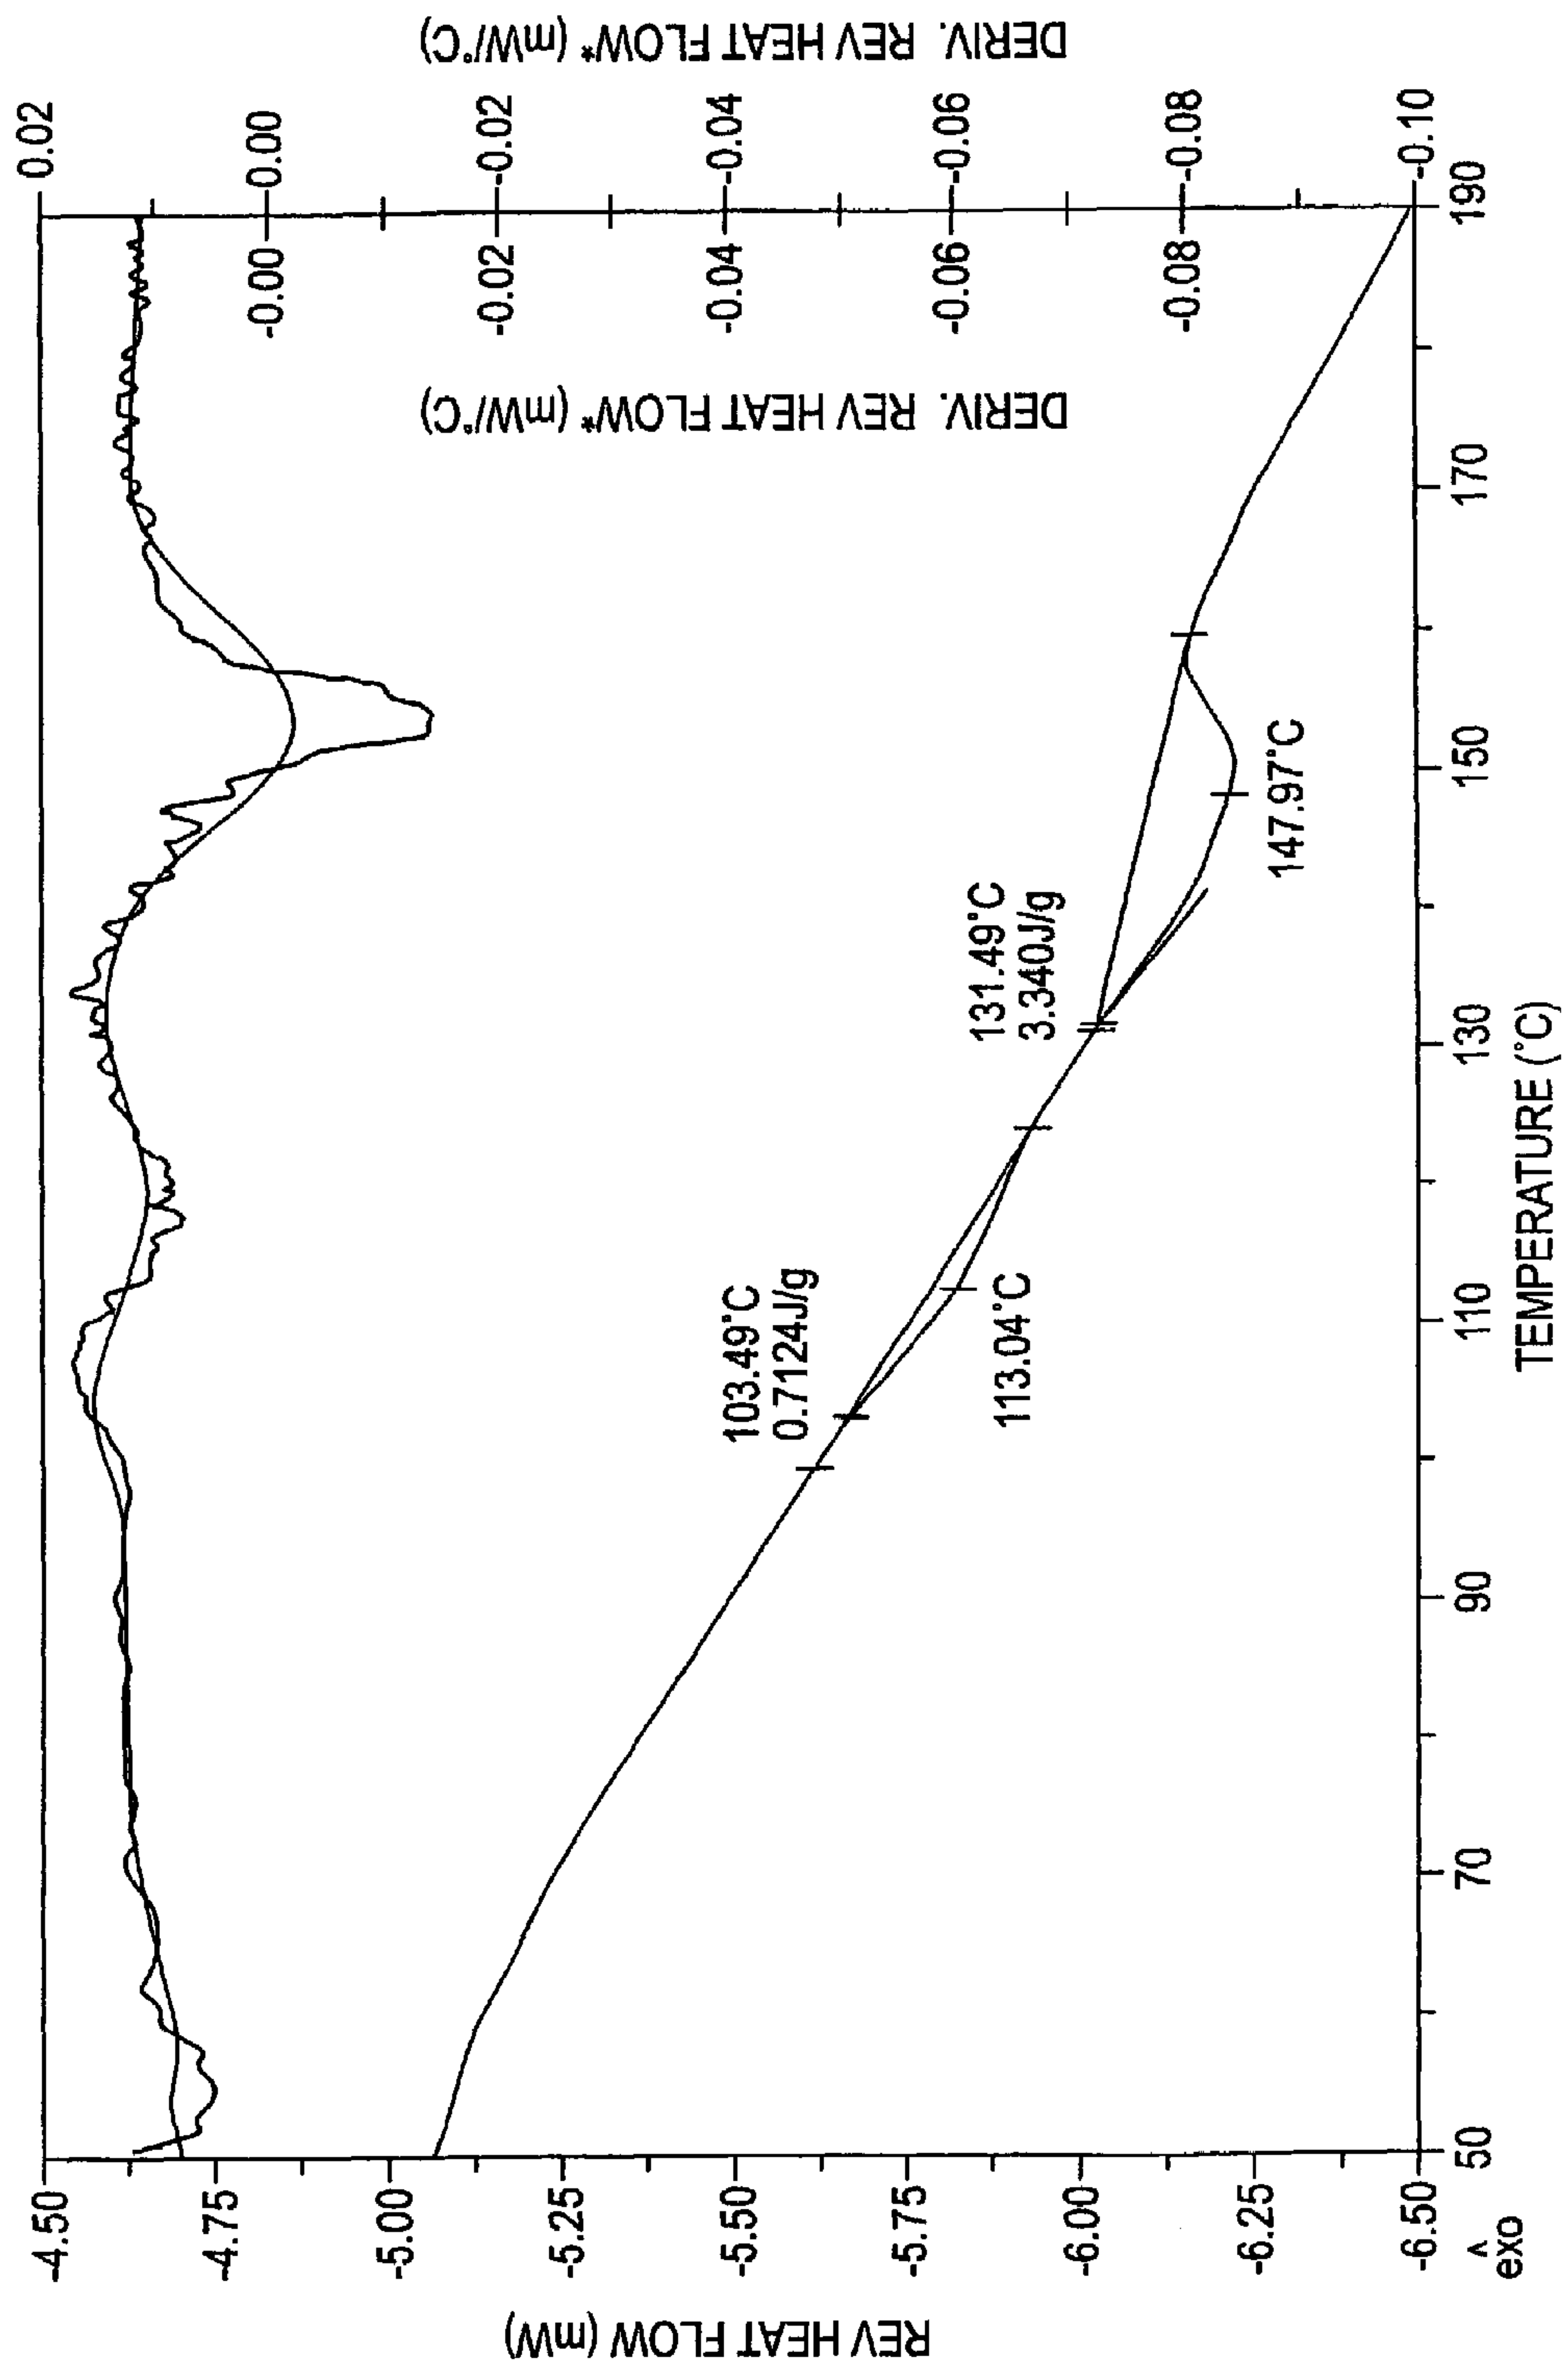 REV HEAT FLOW (mW)
-4.50
-4.75
-5.00
-5.25
-5.50
-5.75
-6.00
-6.25
-6.50
^
exo
103.49°C
0.7124J/g
113.04°C
131.49°C
3.340J/g
147.97°C
50
70
90
110
130
150
170
190
TEMPERATURE (°C)
DERIV. REV HEAT FLOW* (mW/°C)
-0.00
-0.02
-0.04
-0.06
-0.08
0.02
-0.00
-0.02
-0.04
-0.06
-0.08
-0.10
DERIV. REV HEAT FLOW* (mW/°C)